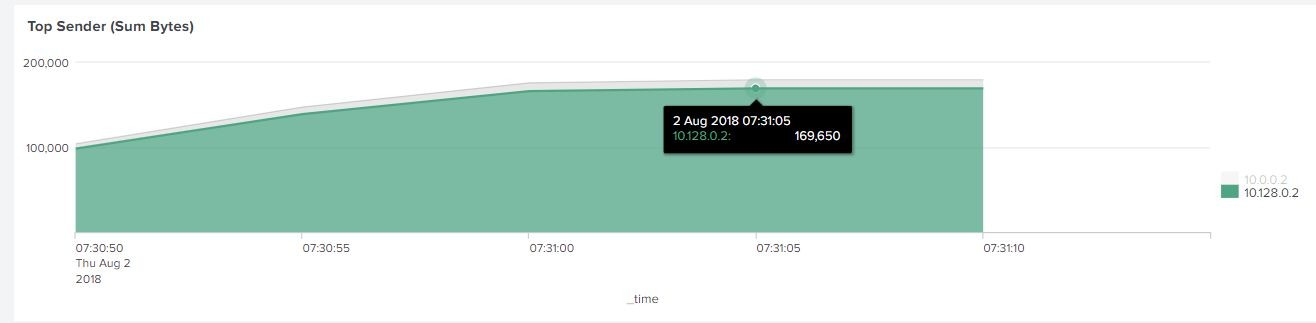 Top Sender (Sum Bytes)
200,000
100,000
2 Aug 2018 07:31:05
10.128.0.2: 169,650
10.0.0.2
10.128.0.2
07:30:50 07:30:55 07:31:00 07:31:05 07:31:10
Thu Aug 2
2018
_time